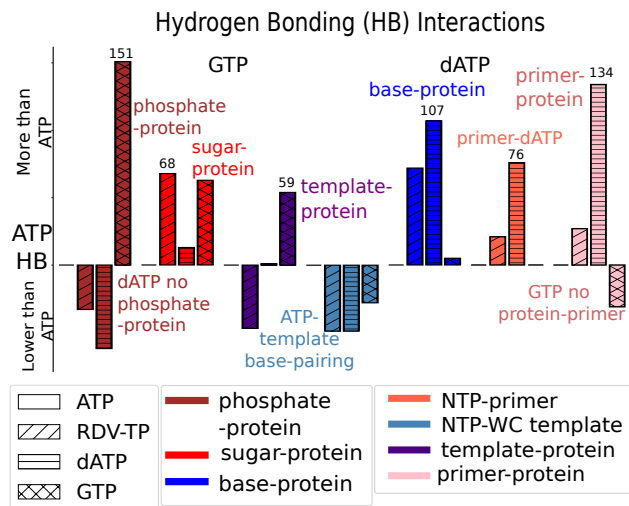 Hydrogen Bonding (HB) Interactions
151
GTP
dATP
134
primer-
protein
base-protein
107
More than
ATP
phosphate
-protein
68
sugar-
protein
primer-dATP
76
59
template-
protein
ATP
HB
Lower than
ATP
dATP no
phosphate
-protein
ATP-
template
base-pairing
GTP no
protein-primer
ATP
RDV-TP
dATP
GTP
phosphate
-protein
sugar-protein
base-protein
NTP-primer
NTP-WC template
template-protein
primer-protein